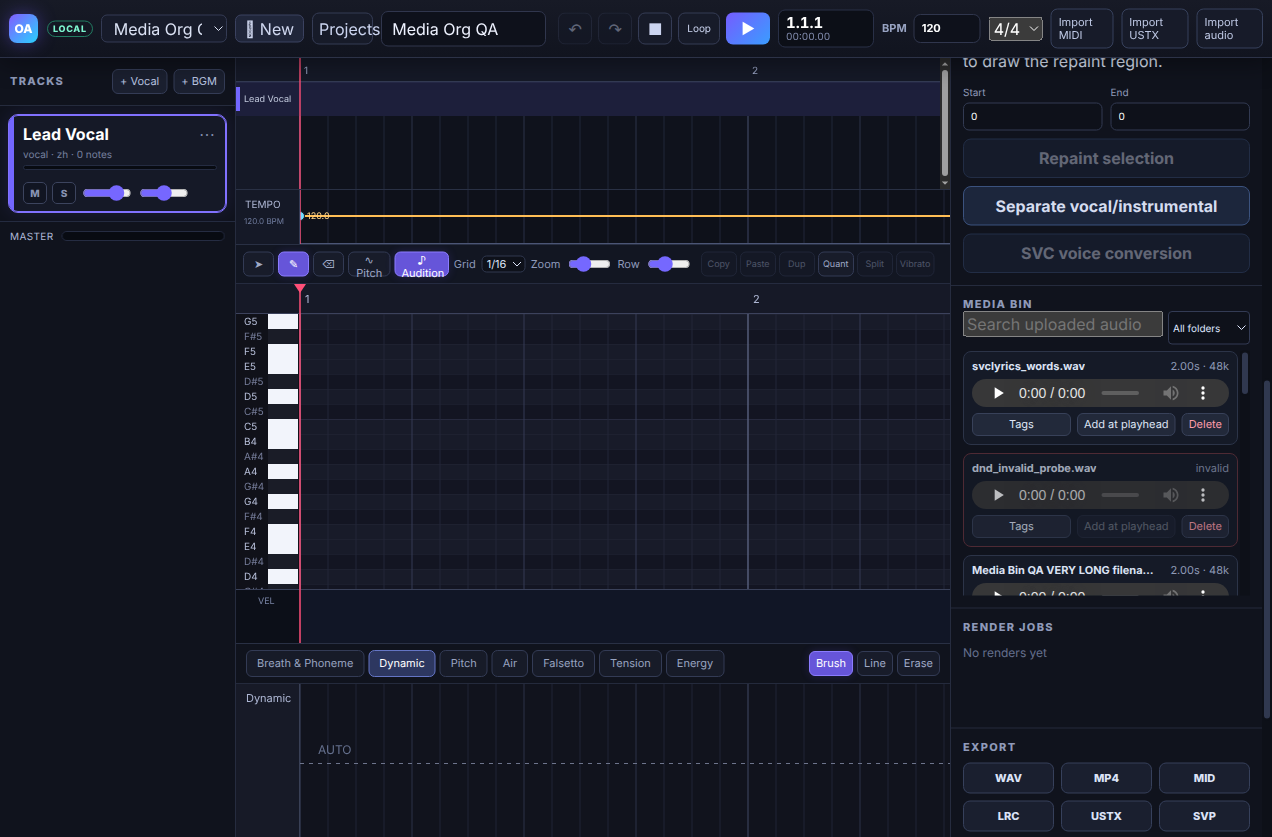 OA
LOCAL
Media Org Q
New
Projects
Media Org QA
Loop
1.1.1
00:00.00
BPM
120
4/4
Import MIDI
Import USTX
Import audio
TRACKS
+ Vocal
+ BGM
Lead Vocal
vocal · zh · 0 notes
M
S
MASTER
1
2
Lead Vocal
TEMPO
120.0 BPM
120.0
Pitch
Audition
Grid
1/16
Zoom
Row
Copy
Paste
Dup
Quant
Split
Vibrato
1
2
G5
F#5
F5
E5
D#5
D5
C#5
C5
B4
A#4
A4
G#4
G4
F#4
F4
E4
D#4
D4
VEL
Breath & Phoneme
Dynamic
Pitch
Air
Falsetto
Tension
Energy
Brush
Line
Erase
Dynamic
AUTO
to draw the repaint region.
Start
End
0
0
Repaint selection
Separate vocal/instrumental
SVC voice conversion
MEDIA BIN
Search uploaded audio
All folders
svclyrics_words.wav
2.00s · 48k
0:00 / 0:00
Tags
Add at playhead
Delete
dnd_invalid_probe.wav
invalid
0:00 / 0:00
Tags
Add at playhead
Delete
Media Bin QA VERY LONG filena...
2.00s · 48k
0:00 / 0:00
RENDER JOBS
No renders yet
EXPORT
WAV
MP4
MID
LRC
USTX
SVP